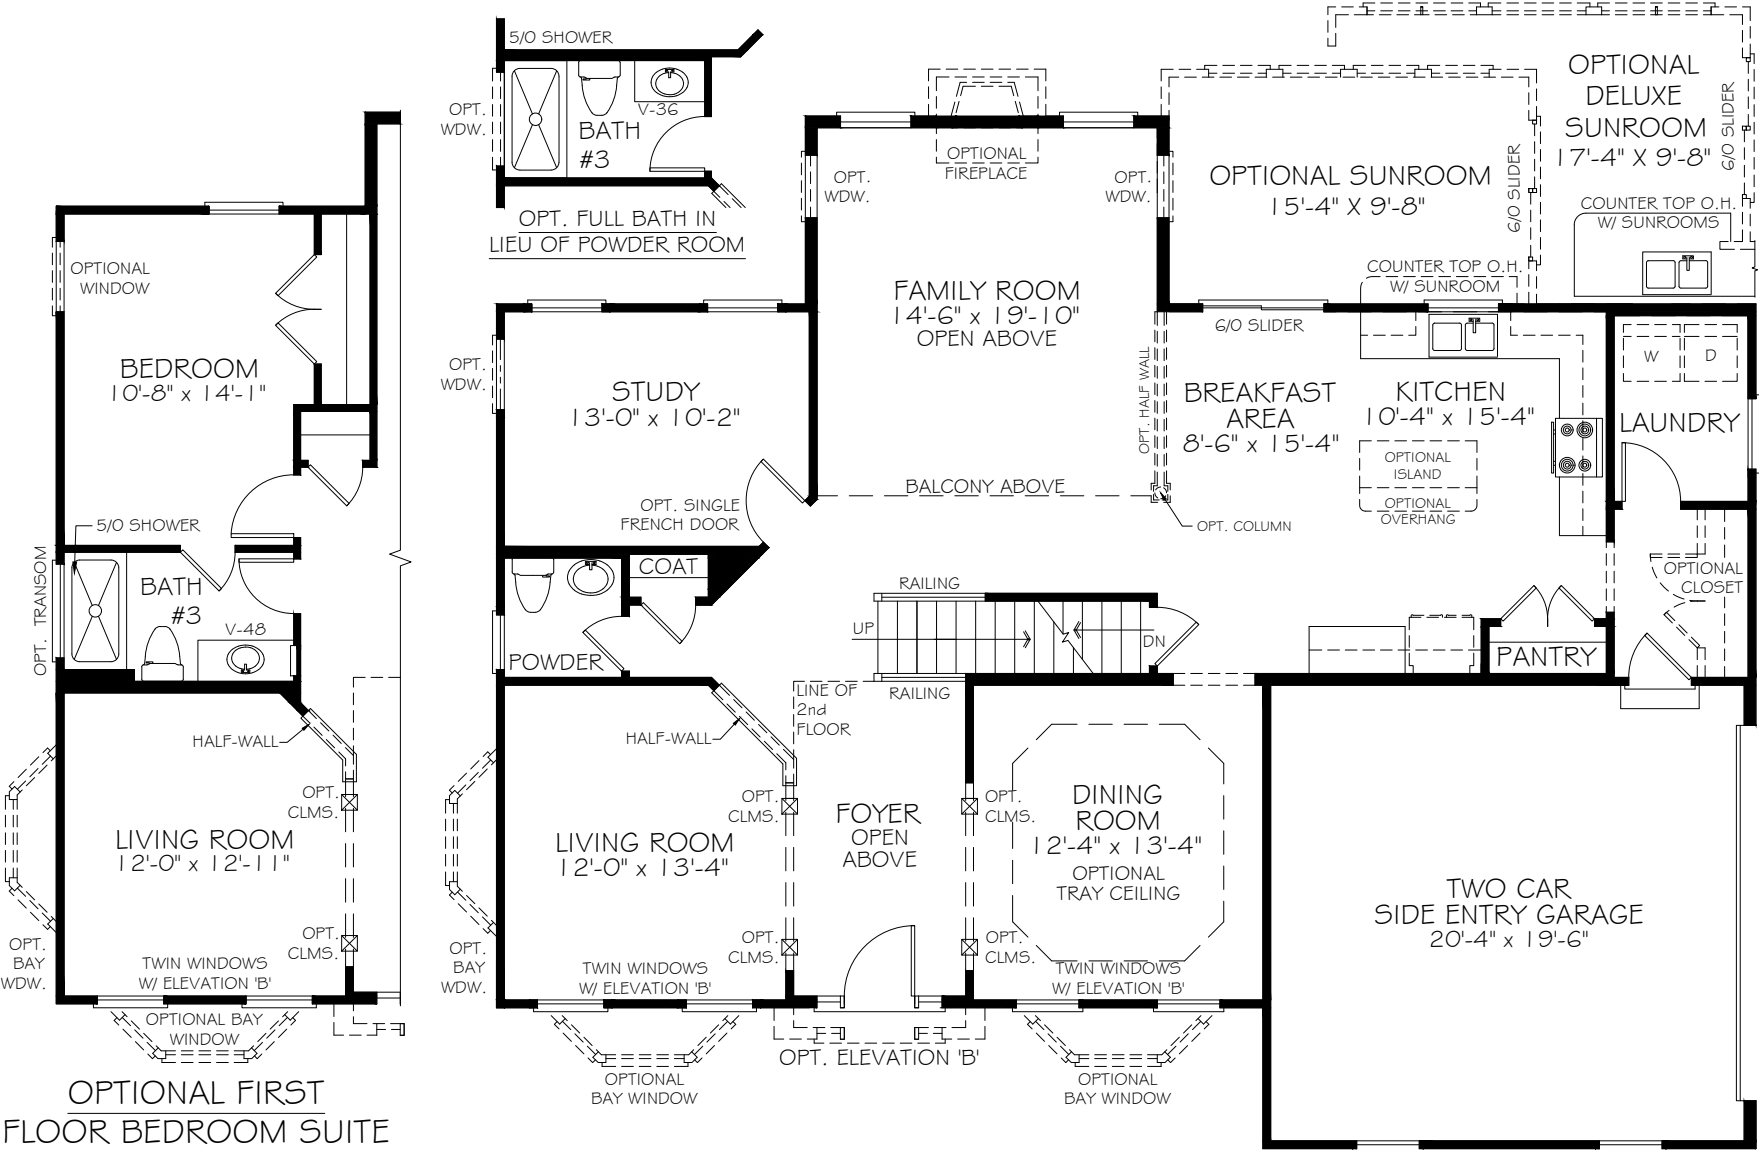 5/0 SHOWER
OPT.
WDW.
V-36
BATH
#3
OPT. FULL BATH IN
LIEU OF POWDER ROOM
OPTIONAL
WINDOW
BEDROOM
10'-8" x 14'-1"
5/0 SHOWER
OPT. TRANSOM
BATH
#3
V-48
HALF-WALL
OPT.
CLMS.
LIVING ROOM
12'-0" x 12'-11"
OPT.
CLMS.
OPT.
BAY
WDW.
TWIN WINDOWS
W/ ELEVATION 'B'
OPTIONAL BAY
WINDOW
OPTIONAL FIRST
FLOOR BEDROOM SUITE
OPTIONAL
FIREPLACE
OPT.
WDW.
OPT.
WDW.
FAMILY ROOM
14'-6" x 19'-10"
OPEN ABOVE
BALCONY ABOVE
OPT. HALF WALL
OPT. COLUMN
OPTIONAL SUNROOM
15'-4" X 9'-8"
6/0 SLIDER
OPTIONAL
DELUXE
SUNROOM
17'-4" X 9'-8"
6/0 SLIDER
COUNTER TOP O.H.
W/ SUNROOMS
COUNTER TOP O.H.
W/ SUNROOM
6/0 SLIDER
OPT.
WDW.
STUDY
13'-0" x 10'-2"
OPT. SINGLE
FRENCH DOOR
BREAKFAST
AREA
8'-6" x 15'-4"
KITCHEN
10'-4" x 15'-4"
OPTIONAL
ISLAND
OPTIONAL
OVERHANG
W
D
LAUNDRY
OPTIONAL
CLOSET
PANTRY
COAT
POWDER
RAILING
UP
DN
RAILING
LINE OF
2nd
FLOOR
HALF-WALL
OPT.
CLMS.
LIVING ROOM
12'-0" x 13'-4"
OPT.
CLMS.
OPT.
BAY
WDW.
TWIN WINDOWS
W/ ELEVATION 'B'
OPTIONAL
BAY WINDOW
FOYER
OPEN
ABOVE
OPT. ELEVATION 'B'
OPT.
CLMS.
DINING
ROOM
12'-4" x 13'-4"
OPTIONAL
TRAY CEILING
OPT.
CLMS.
TWIN WINDOWS
W/ ELEVATION 'B'
OPTIONAL
BAY WINDOW
TWO CAR
SIDE ENTRY GARAGE
20'-4" x 19'-6"